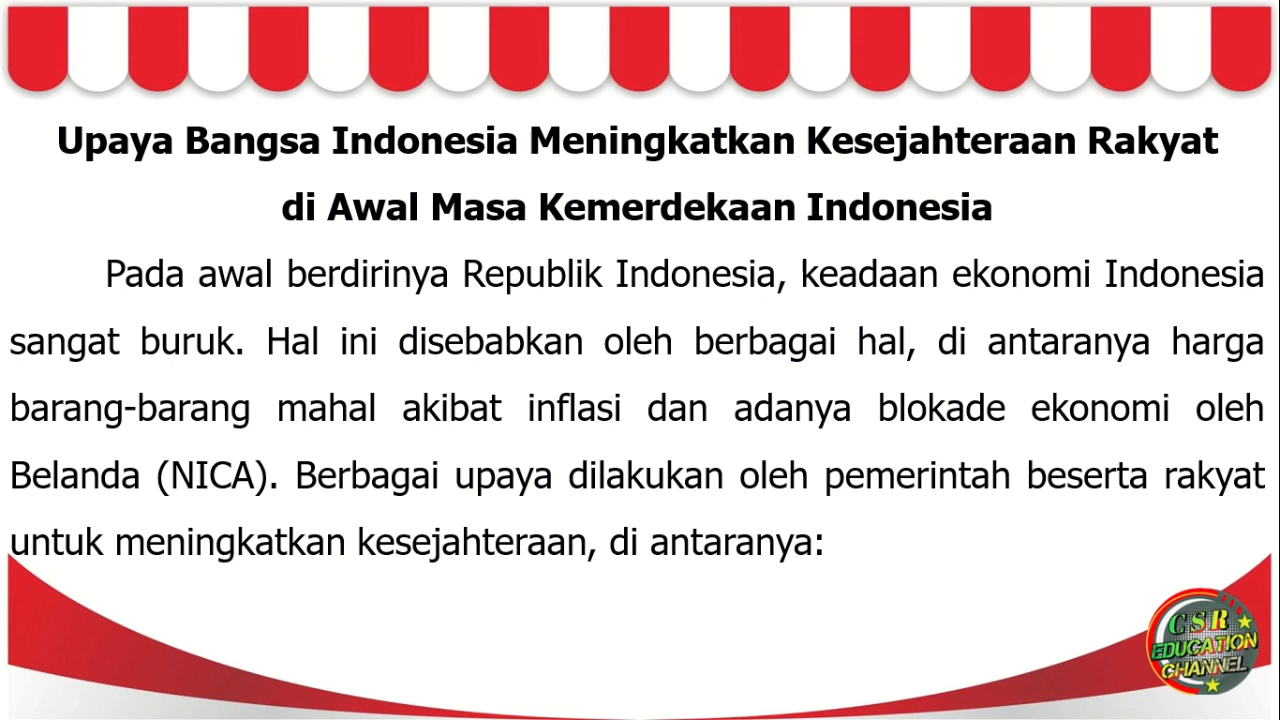 Upaya Bangsa Indonesia Meningkatkan Kesejahteraan Rakyat
di Awal Masa Kemerdekaan Indonesia
Pada awal berdirinya Republik Indonesia, keadaan ekonomi Indonesia
sangat buruk. Hal ini disebabkan oleh berbagai hal, di antaranya harga
barang-barang mahal akibat inflasi dan adanya blokade ekonomi oleh
Belanda (NICA). Berbagai upaya dilakukan oleh pemerintah beserta rakyat
untuk meningkatkan kesejahteraan, di antaranya:
CSR
EDUCATION
CHANNEL